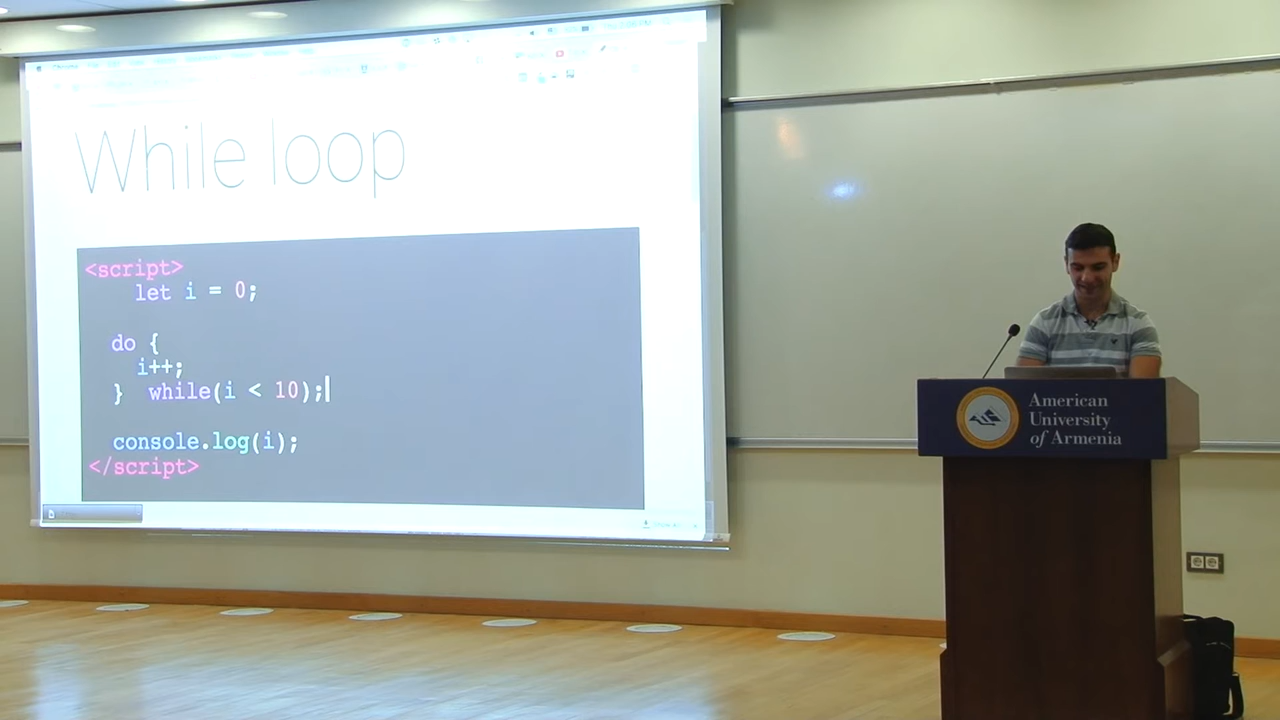 While loop
<script>
let i = 0;
do {
i++;
} while(i < 10);
console.log(i);
</script>
American
University
of Armenia